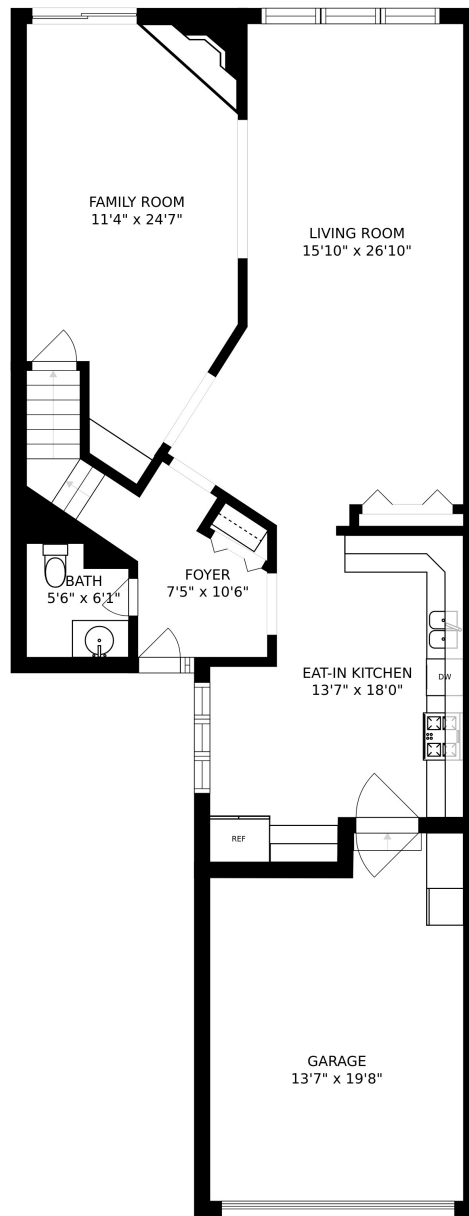 FAMILY ROOM
11'4" x 24'7"
LIVING ROOM
15'10" x 26'10"
BATH
5'6" x 6'1"
FOYER
7'5" x 10'6"
EAT-IN KITCHEN
13'7" x 18'0"
DW
REF
GARAGE
13'7" x 19'8"